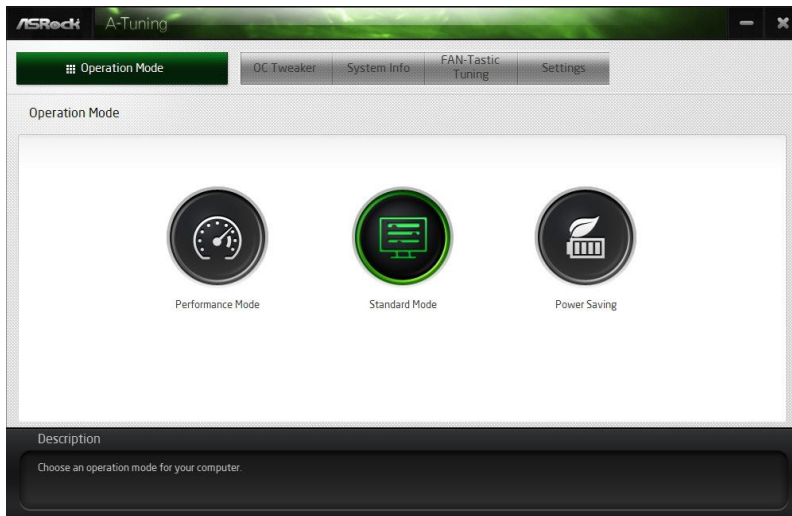 ASRock A-Tuning
Operation Mode OC Tweaker System Info FAN-Tastic Tuning Settings
Operation Mode
Performance Mode Standard Mode Power Saving
Description
Choose an operation mode for your computer.